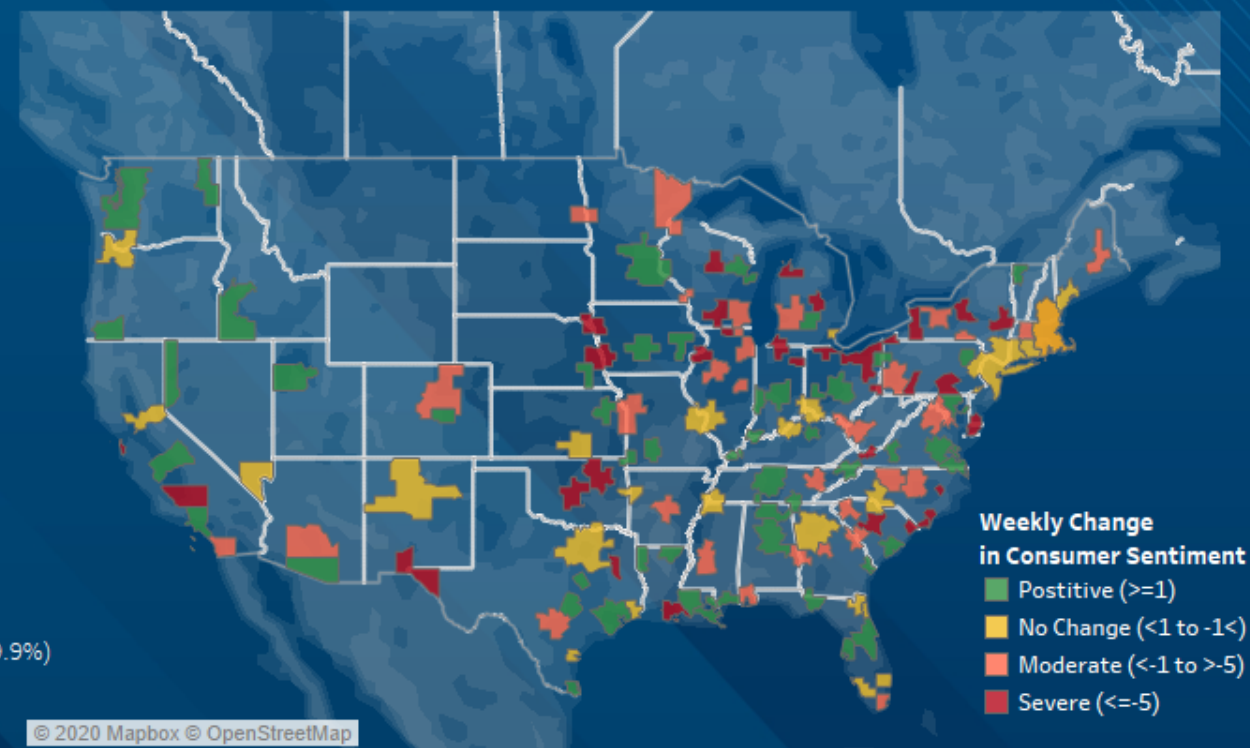 Weekly Change
in Consumer Sentiment
Postitive (>=1)
No Change (<1 to -1<)
Moderate (<-1 to >-5)
Severe (<=-5)
.9%)
© 2020 Mapbox © OpenStreetMap